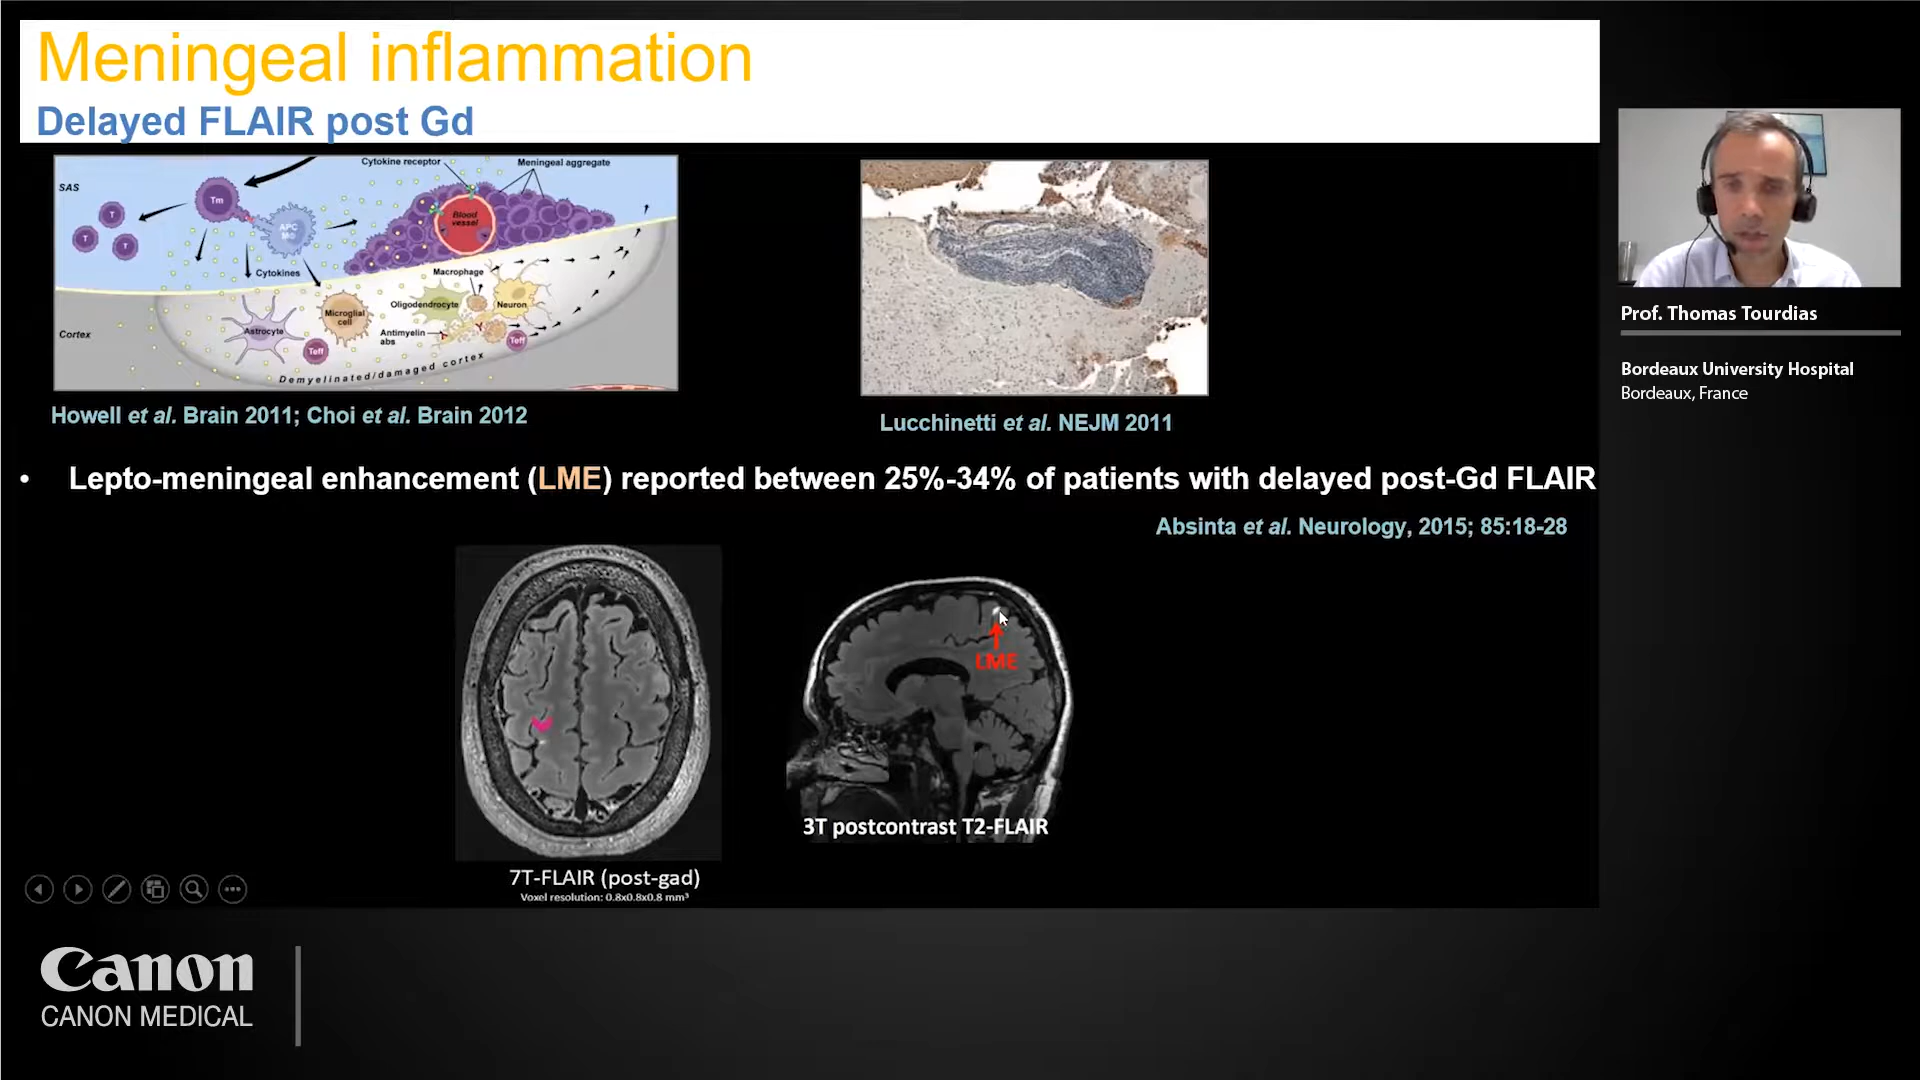 Meningeal inflammation
Delayed FLAIR post Gd
SAS
Tm
T
T
T
APC
Mo
Cytokines
Cytokine receptor
Meningeal aggregate
Blood
vessel
Macrophage
Oligodendrocyte
Neuron
Microglial
cell
Astrocyte
Antimyelin
abs
Teff
Teff
Cortex
Demyelinated/damaged cortex
Howell et al. Brain 2011; Choi et al. Brain 2012
Lucchinetti et al. NEJM 2011
• Lepto-meningeal enhancement (LME) reported between 25%-34% of patients with delayed post-Gd FLAIR
Absinta et al. Neurology, 2015; 85:18-28
LME
3T postcontrast T2-FLAIR
7T-FLAIR (post-gad)
Voxel resolution: 0.8x0.8x0.8 mm³
Prof. Thomas Tourdias
Bordeaux University Hospital
Bordeaux, France
Canon
CANON MEDICAL